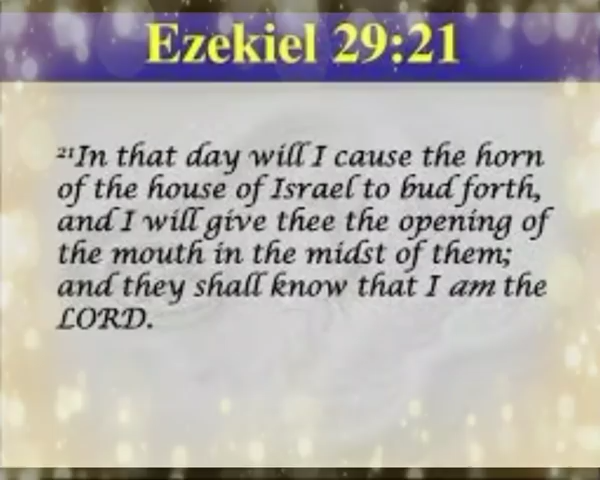 Ezekiel 29:21
²¹In that day will I cause the horn
of the house of Israel to bud forth,
and I will give thee the opening of
the mouth in the midst of them;
and they shall know that I am the
LORD.